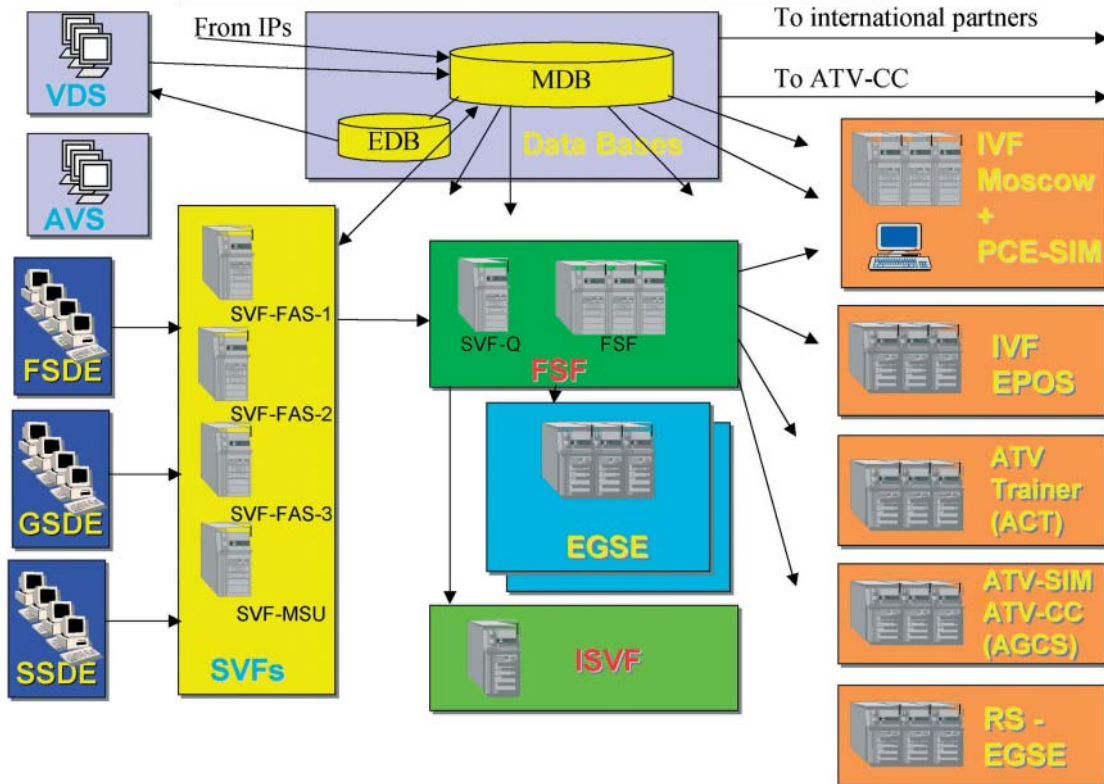 From IPs
To international partners
MDB
To ATV-CC
VDS
EDB
Data Bases
AVS
IVF
Moscow
+
PCE-SIM
SVF-FAS-1
SVF-Q
FSF
FSF
FSDE
SVF-FAS-2
IVF
EPOS
EGSE
ATV
Trainer
(ACT)
GSDE
SVF-FAS-3
SVF-MSU
SVFs
ISVF
ATV-SIM
ATV-CC
(AGCS)
SSDE
RS -
EGSE